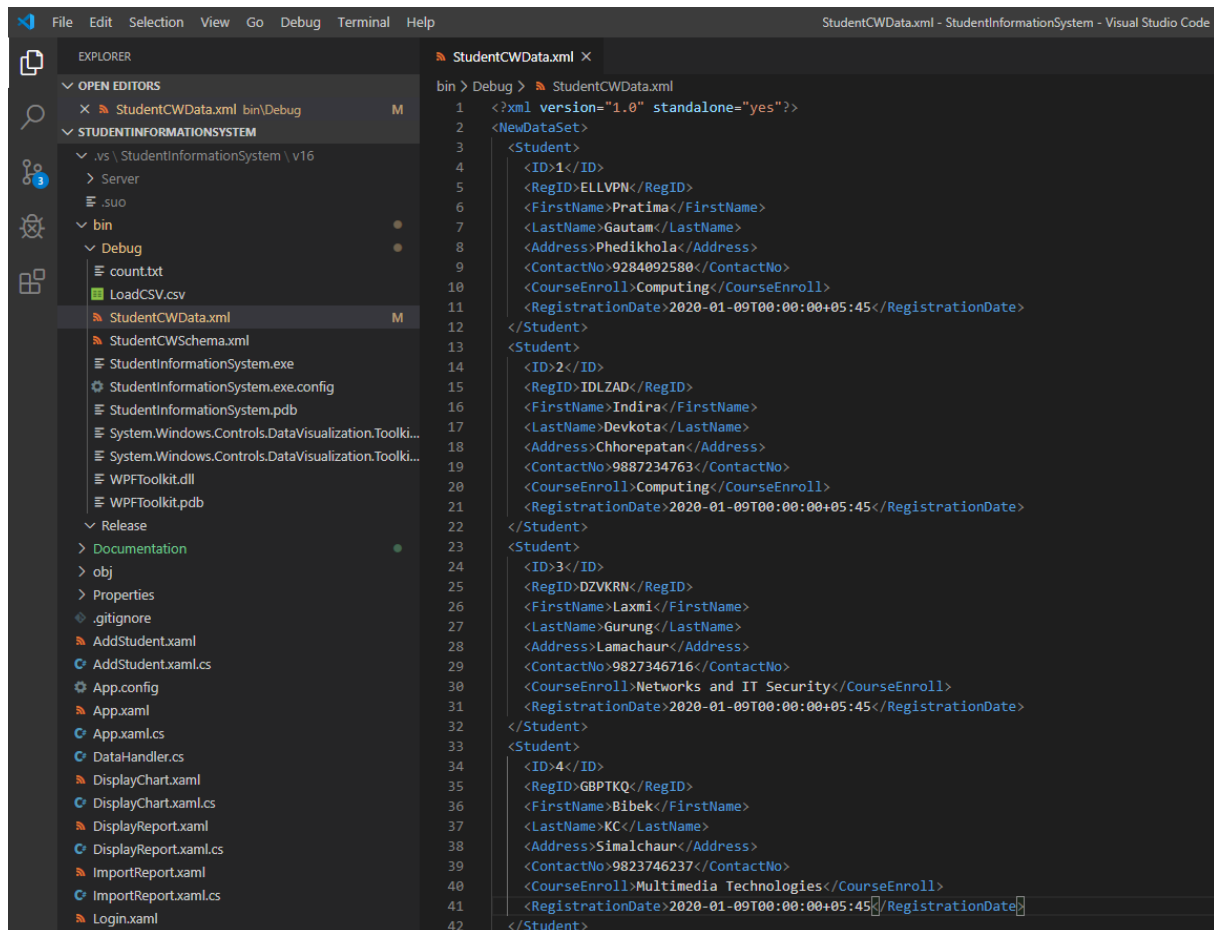 File Edit Selection View Go Debug Terminal Help StudentCWData.xml - StudentInformationSystem - Visual Studio Code
EXPLORER
OPEN EDITORS
StudentCWData.xml bin\Debug M
STUDENTINFORMATIONSYSTEM
.vs \ StudentInformationSystem \ v16
Server
.suo
bin
Debug
count.txt
LoadCSV.csv
StudentCWData.xml M
StudentCWSchema.xml
StudentInformationSystem.exe
StudentInformationSystem.exe.config
StudentInformationSystem.pdb
System.Windows.Controls.DataVisualization.Toolki...
System.Windows.Controls.DataVisualization.Toolki...
WPFToolkit.dll
WPFToolkit.pdb
Release
Documentation
obj
Properties
.gitignore
AddStudent.xaml
AddStudent.xaml.cs
App.config
App.xaml
App.xaml.cs
DataHandler.cs
DisplayChart.xaml
DisplayChart.xaml.cs
DisplayReport.xaml
DisplayReport.xaml.cs
ImportReport.xaml
ImportReport.xaml.cs
Login.xaml
3
StudentCWData.xml
bin > Debug > StudentCWData.xml
1 <?xml version="1.0" standalone="yes"?>
2 <NewDataSet>
3 <Student>
4 <ID>1</ID>
5 <RegID>ELLVPN</RegID>
6 <FirstName>Pratima</FirstName>
7 <LastName>Gautam</LastName>
8 <Address>Phedikhola</Address>
9 <ContactNo>9284092580</ContactNo>
10 <CourseEnroll>Computing</CourseEnroll>
11 <RegistrationDate>2020-01-09T00:00:00+05:45</RegistrationDate>
12 </Student>
13 <Student>
14 <ID>2</ID>
15 <RegID>IDLZAD</RegID>
16 <FirstName>Indira</FirstName>
17 <LastName>Devkota</LastName>
18 <Address>Chhorepatan</Address>
19 <ContactNo>9887234763</ContactNo>
20 <CourseEnroll>Computing</CourseEnroll>
21 <RegistrationDate>2020-01-09T00:00:00+05:45</RegistrationDate>
22 </Student>
23 <Student>
24 <ID>3</ID>
25 <RegID>DZVKRN</RegID>
26 <FirstName>Laxmi</FirstName>
27 <LastName>Gurung</LastName>
28 <Address>Lamachaur</Address>
29 <ContactNo>9827346716</ContactNo>
30 <CourseEnroll>Networks and IT Security</CourseEnroll>
31 <RegistrationDate>2020-01-09T00:00:00+05:45</RegistrationDate>
32 </Student>
33 <Student>
34 <ID>4</ID>
35 <RegID>GBPTKQ</RegID>
36 <FirstName>Bibek</FirstName>
37 <LastName>KC</LastName>
38 <Address>Simalchaur</Address>
39 <ContactNo>9823746237</ContactNo>
40 <CourseEnroll>Multimedia Technologies</CourseEnroll>
41 <RegistrationDate>2020-01-09T00:00:00+05:45</RegistrationDate>
42 </Student>